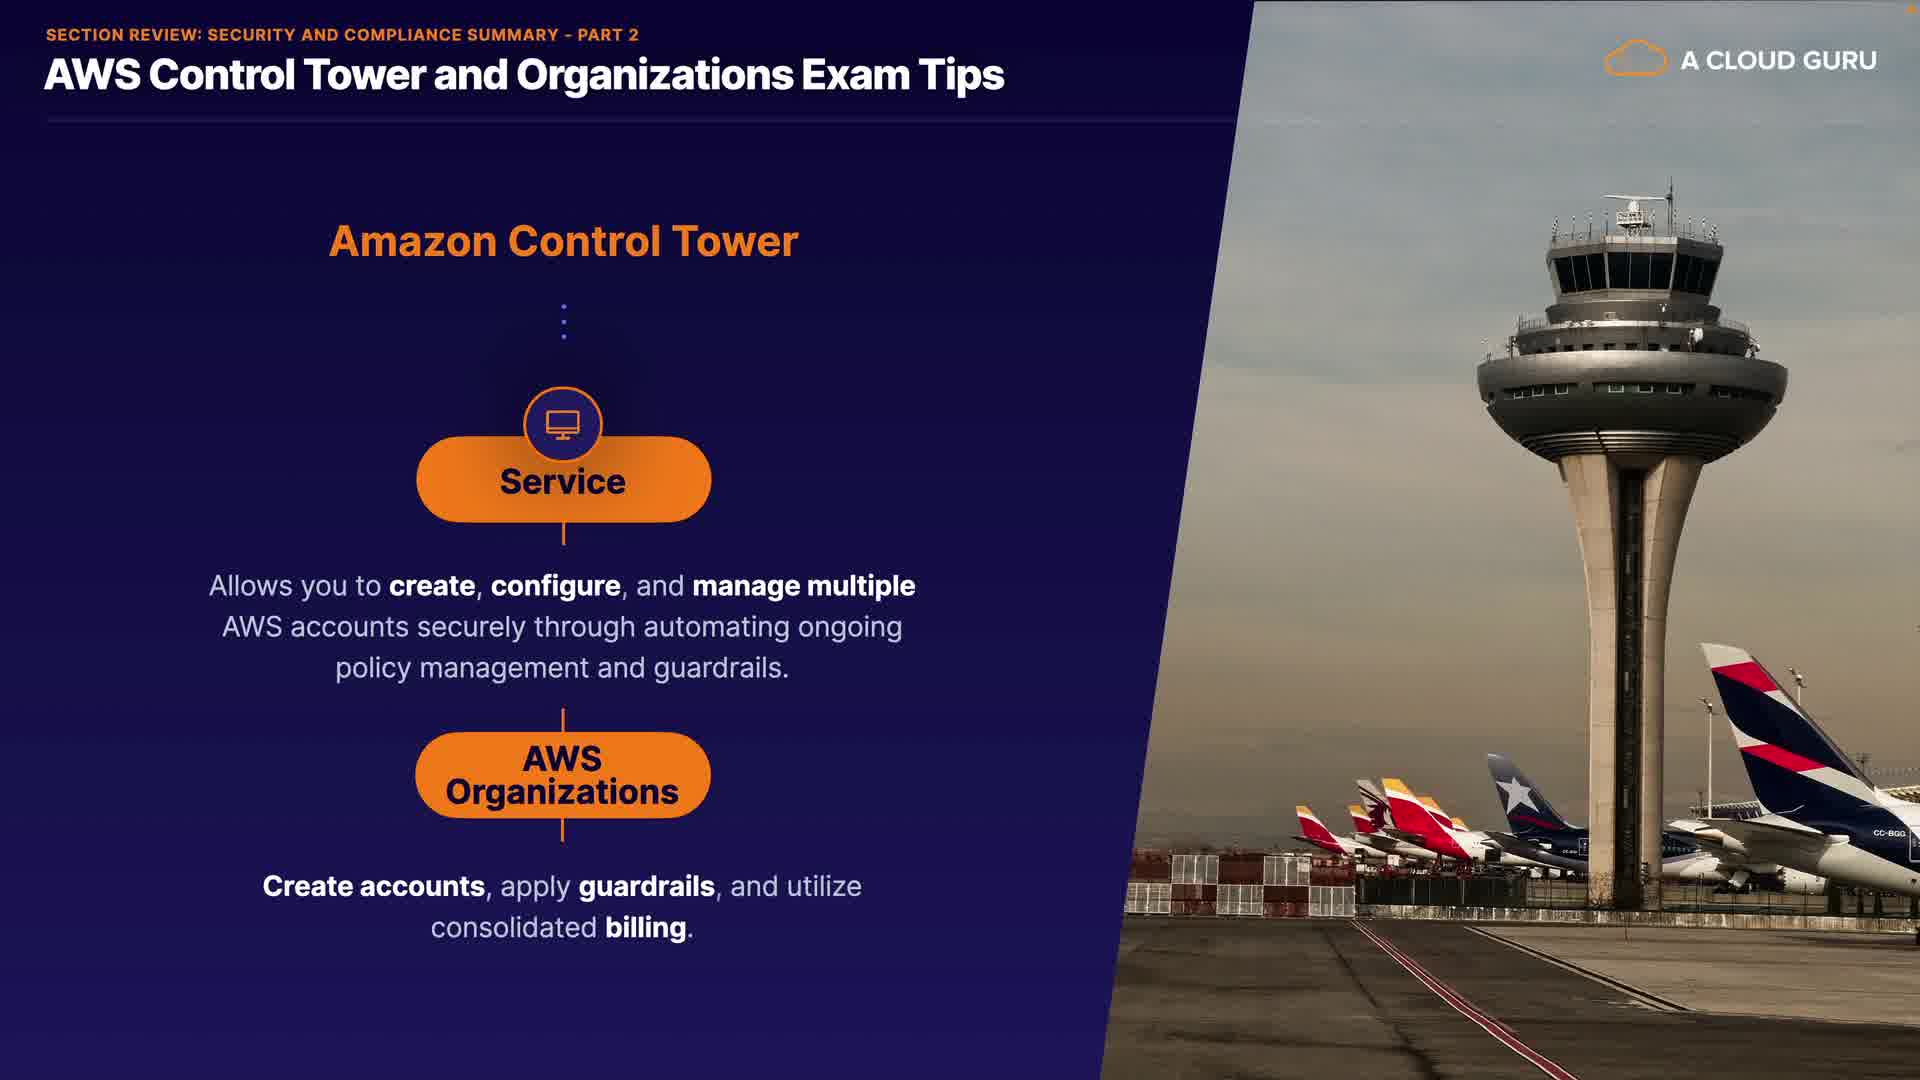 SECTION REVIEW: SECURITY AND COMPLIANCE SUMMARY - PART 2
AWS Control Tower and Organizations Exam Tips
A CLOUD GURU
Amazon Control Tower
Service
Allows you to create, configure, and manage multiple
AWS accounts securely through automating ongoing
policy management and guardrails.
AWS
Organizations
Create accounts, apply guardrails, and utilize
consolidated billing.
CC-BGG